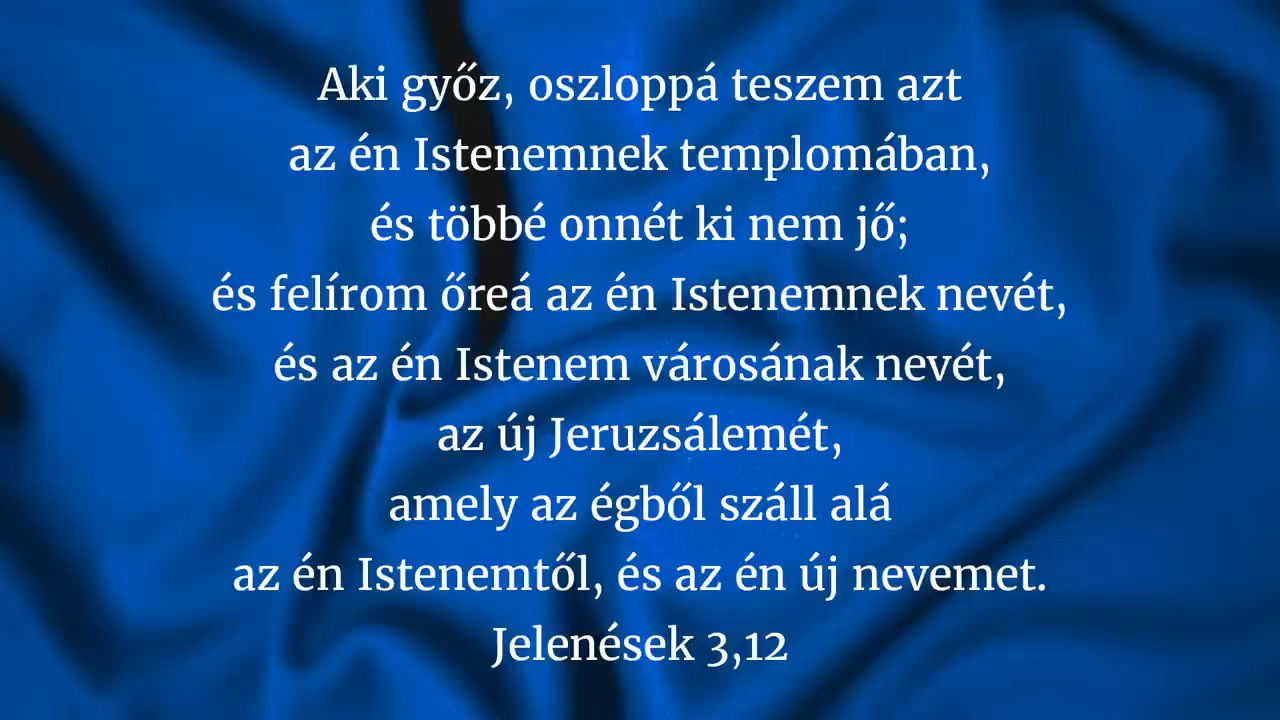 Aki győz, oszloppá teszem azt
az én Istenemnek templomában,
és többé onnét ki nem jő;
és felírom őreá az én Istenemnek nevét,
és az én Istenem városának nevét,
az új Jeruzsálemét,
amely az égből száll alá
az én Istenemtől, és az én új nevemet.
Jelenések 3,12